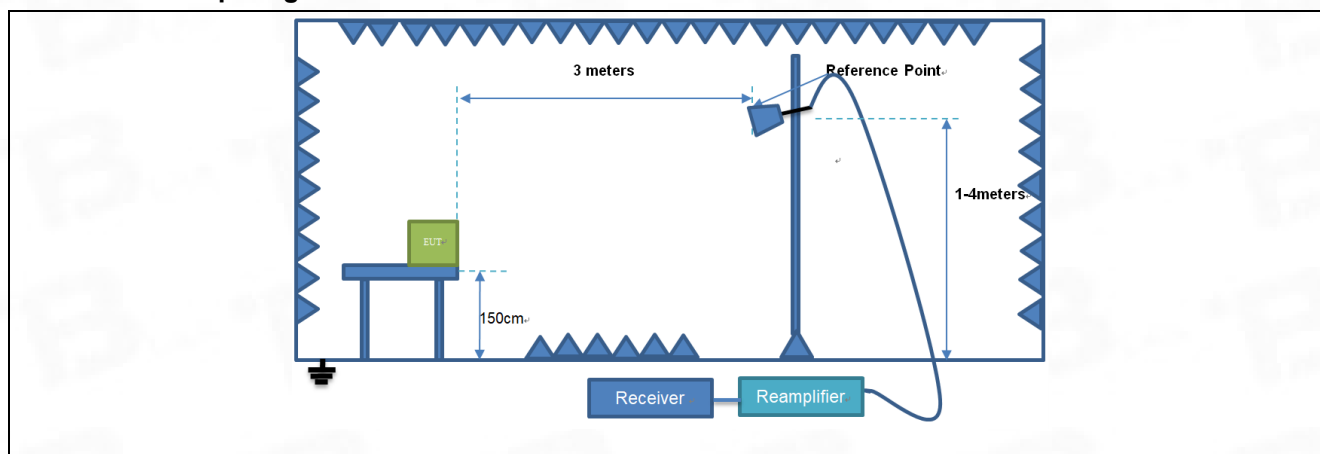 3 meters
Reference Point
1-4meters
EUT
150cm
Receiver
Reamplifier